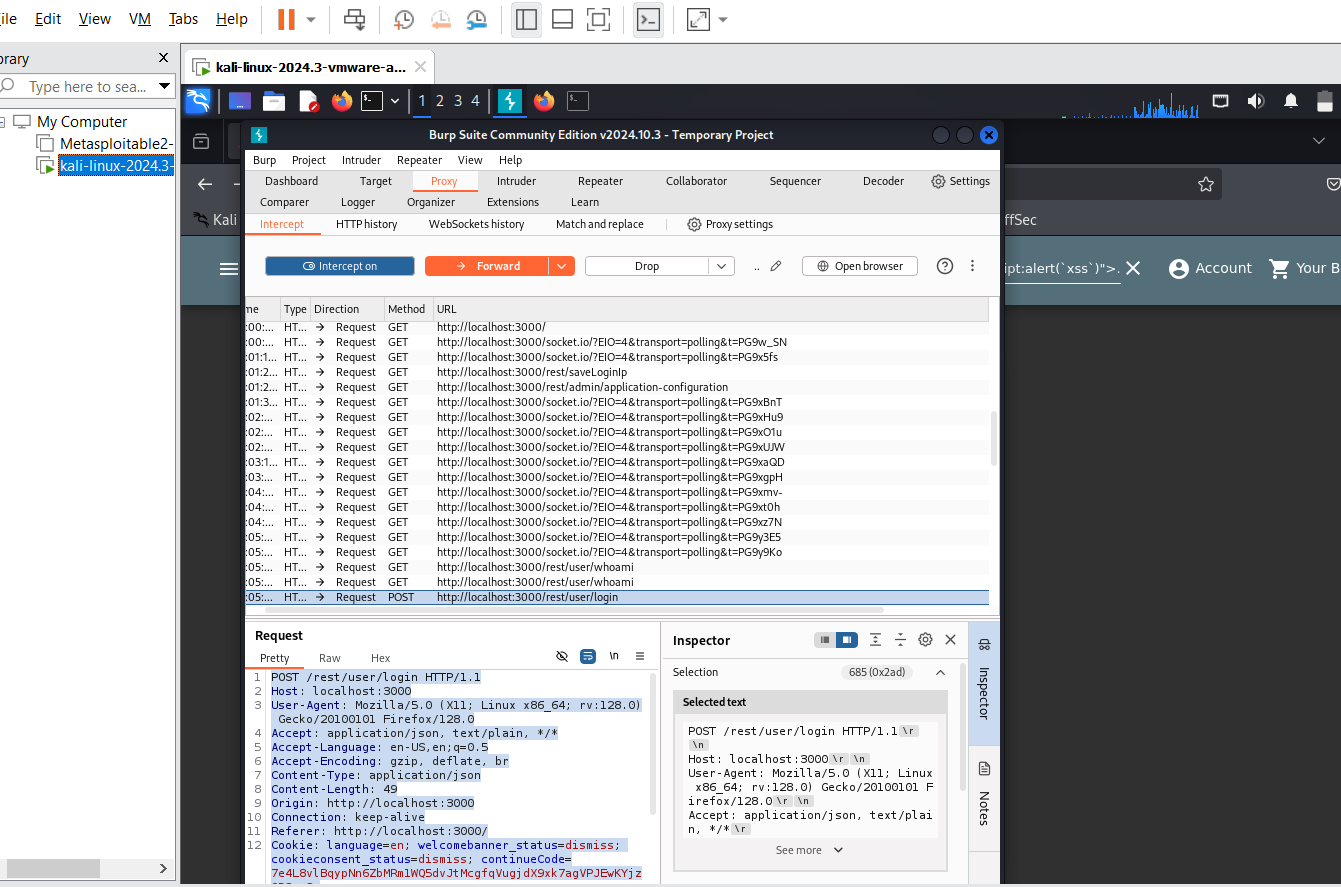 ile Edit View VM Tabs Help
brary
Type here to sea...
My Computer
Metasploitable2-
kali-linux-2024.3-
kali-linux-2024.3-vmware-a...
1 2 3 4
Burp Suite Community Edition v2024.10.3 - Temporary Project
Burp Project Intruder Repeater View Help
Dashboard Target Proxy Intruder Repeater Collaborator Sequencer Decoder Settings
Comparer Logger Organizer Extensions Learn
Intercept HTTP history WebSockets history Match and replace Proxy settings
Intercept on Forward Drop .. Open browser
Kali
ffSec
ipt:alert(`xss`)">.
Account Your B
me Type Direction Method URL
:00:... HT... Request GET http://localhost:3000/
:00:... HT... Request GET http://localhost:3000/socket.io/?EIO=4&transport=polling&t=PG9w_SN
:01:1... HT... Request GET http://localhost:3000/socket.io/?EIO=4&transport=polling&t=PG9x5fs
:01:2... HT... Request GET http://localhost:3000/rest/saveLoginIp
:01:2... HT... Request GET http://localhost:3000/rest/admin/application-configuration
:01:3... HT... Request GET http://localhost:3000/socket.io/?EIO=4&transport=polling&t=PG9xBnT
:02:... HT... Request GET http://localhost:3000/socket.io/?EIO=4&transport=polling&t=PG9xHu9
:02:... HT... Request GET http://localhost:3000/socket.io/?EIO=4&transport=polling&t=PG9xO1u
:02:... HT... Request GET http://localhost:3000/socket.io/?EIO=4&transport=polling&t=PG9xUJW
:03:1... HT... Request GET http://localhost:3000/socket.io/?EIO=4&transport=polling&t=PG9xaQD
:03:... HT... Request GET http://localhost:3000/socket.io/?EIO=4&transport=polling&t=PG9xgpH
:04:... HT... Request GET http://localhost:3000/socket.io/?EIO=4&transport=polling&t=PG9xmv-
:04:... HT... Request GET http://localhost:3000/socket.io/?EIO=4&transport=polling&t=PG9xt0h
:04:... HT... Request GET http://localhost:3000/socket.io/?EIO=4&transport=polling&t=PG9xz7N
:05:... HT... Request GET http://localhost:3000/socket.io/?EIO=4&transport=polling&t=PG9y3E5
:05:... HT... Request GET http://localhost:3000/socket.io/?EIO=4&transport=polling&t=PG9y9Ko
:05:... HT... Request GET http://localhost:3000/rest/user/whoami
:05:... HT... Request GET http://localhost:3000/rest/user/whoami
:05:... HT... Request POST http://localhost:3000/rest/user/login
Request
Pretty Raw Hex \n
1 POST /rest/user/login HTTP/1.1
2 Host: localhost:3000
3 User-Agent: Mozilla/5.0 (X11; Linux x86_64; rv:128.0)
Gecko/20100101 Firefox/128.0
4 Accept: application/json, text/plain, */*
5 Accept-Language: en-US,en;q=0.5
6 Accept-Encoding: gzip, deflate, br
7 Content-Type: application/json
8 Content-Length: 49
9 Origin: http://localhost:3000
10 Connection: keep-alive
11 Referer: http://localhost:3000/
12 Cookie: language=en; welcomebanner_status=dismiss;
cookieconsent_status=dismiss; continueCode=
7e4L8vlBqypNn6ZbMRm1WQ5dvJtMcgfqVugjdX9xk7agVPJEwKYjz
Inspector
Selection 685 (0x2ad)
Selected text
POST /rest/user/login HTTP/1.1 \r
\n
Host: localhost:3000 \r \n
User-Agent: Mozilla/5.0 (X11; Linux
x86_64; rv:128.0) Gecko/20100101 F
irefox/128.0 \r \n
Accept: application/json, text/plai
n, */* \r
See more
Inspector
Notes